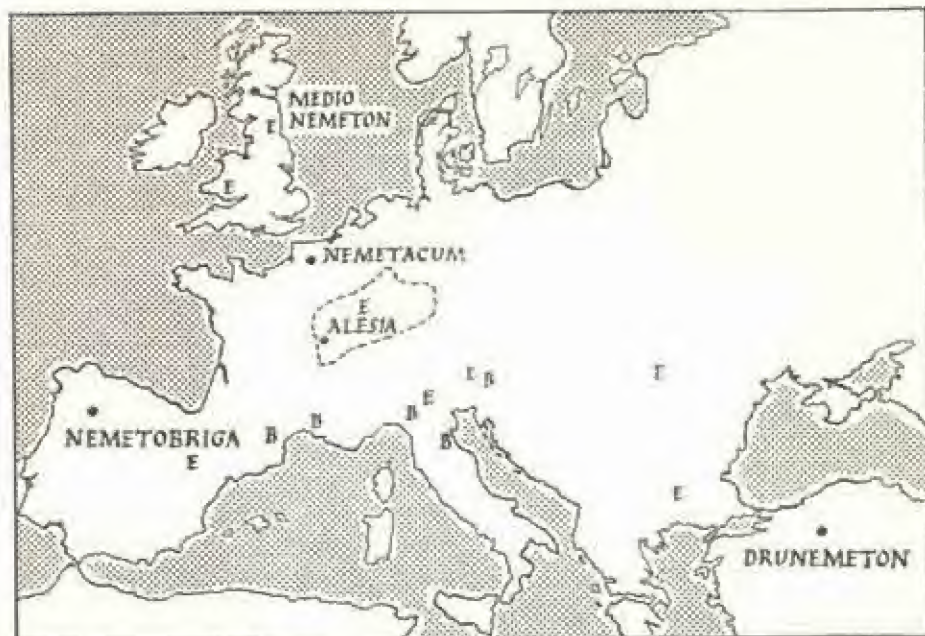 MEDIO
NEMETON
E
E
NEMETACUM
E
ALESIA
E B
E
E
B B B
B
NEMETOBRIGA
E
E
DRUNEMETON